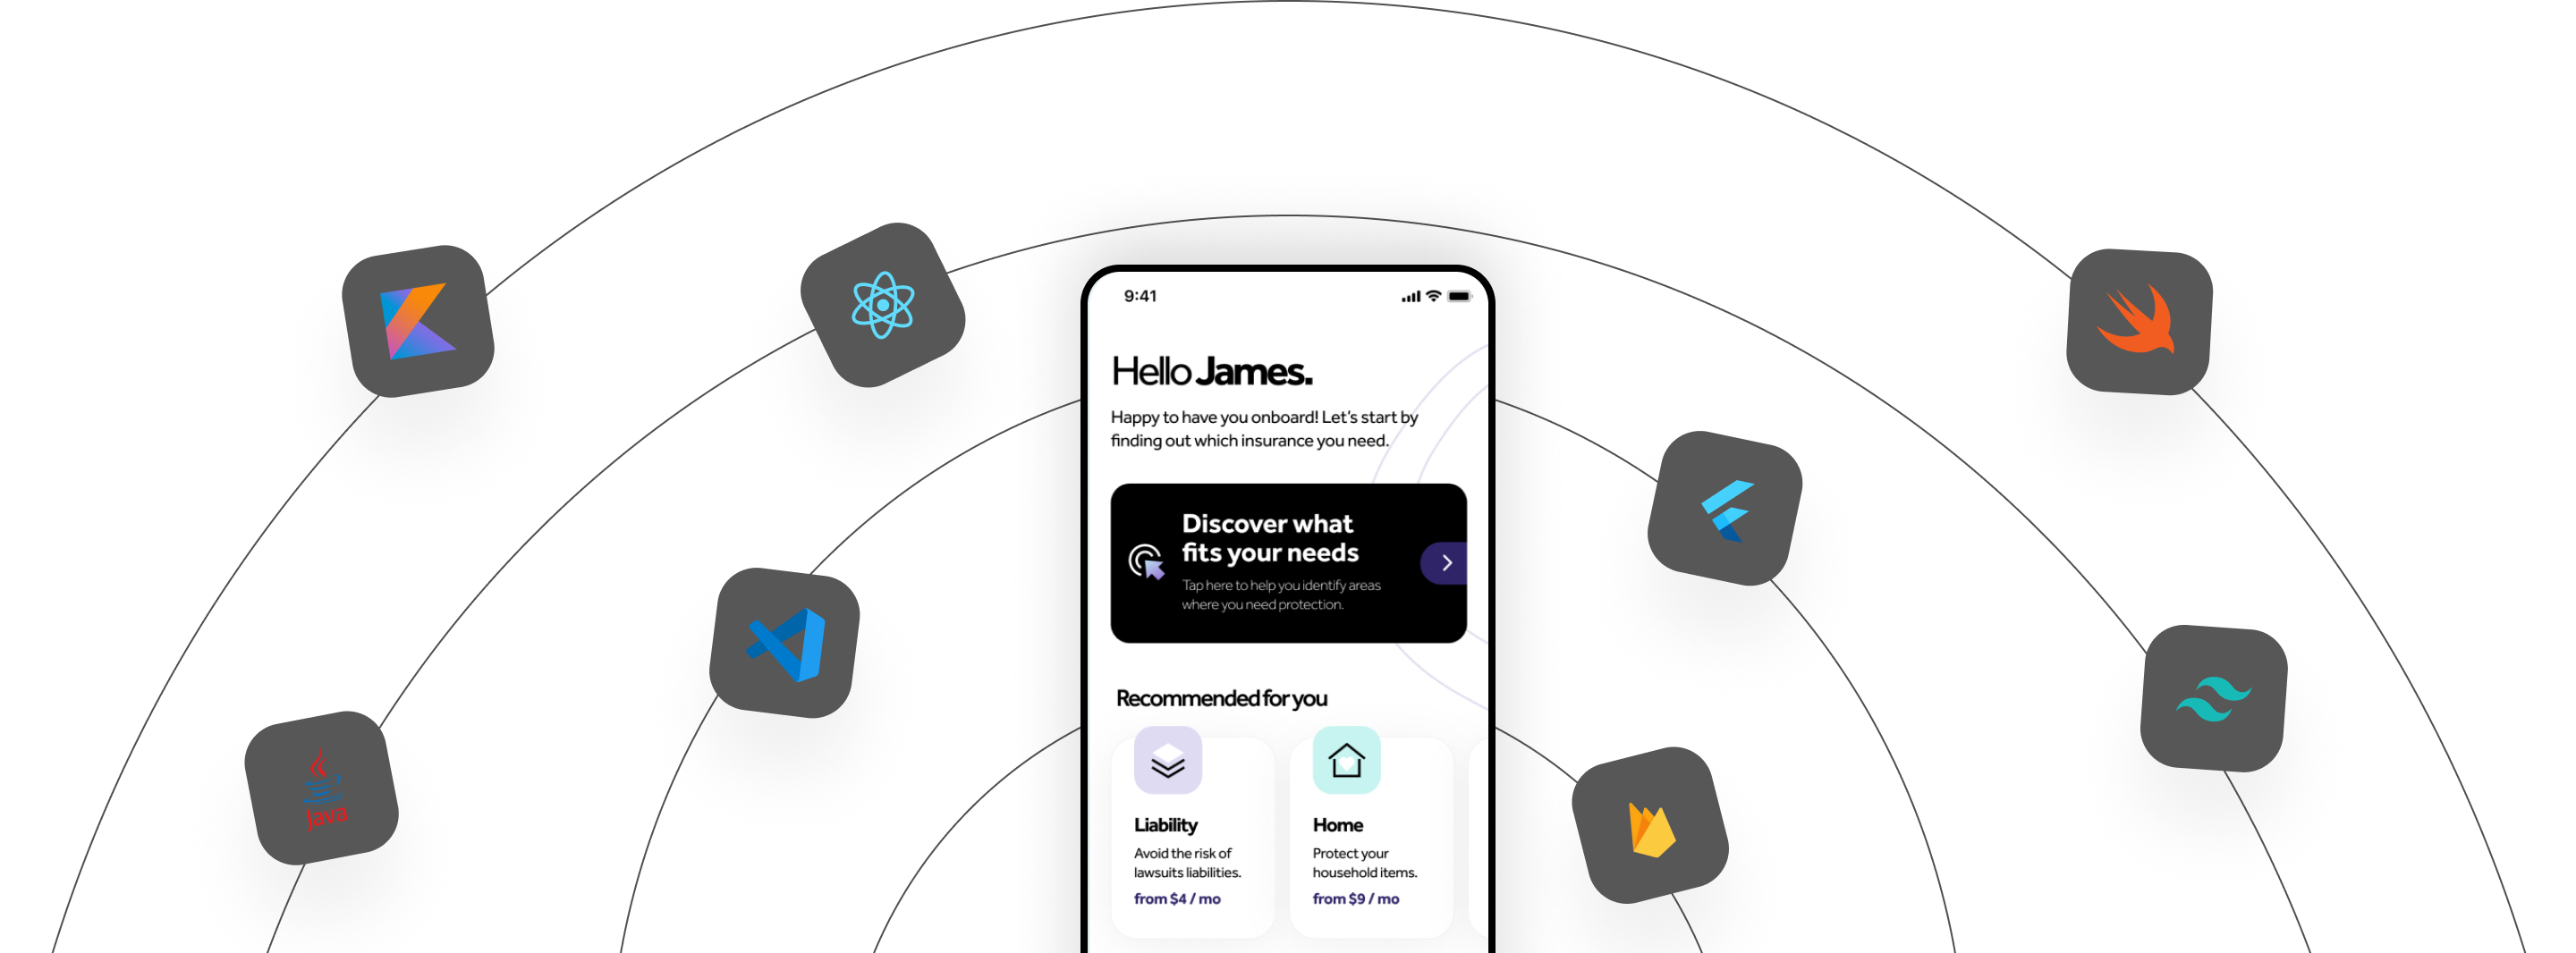 9:41
Hello James.
Happy to have you onboard! Let's start by
finding out which insurance you need.
Discover what
fits your needs
Tap here to help you identify areas
where you need protection.
Recommended for you
Liability
Avoid the risk of
lawsuits liabilities.
from $4 / mo
Home
Protect your
household items.
from $9 / mo
Java